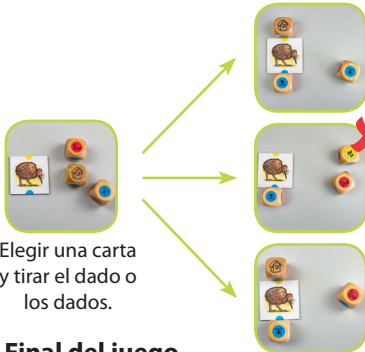 Elegir una carta
y tirar el dado o
los dados.
Final del juego